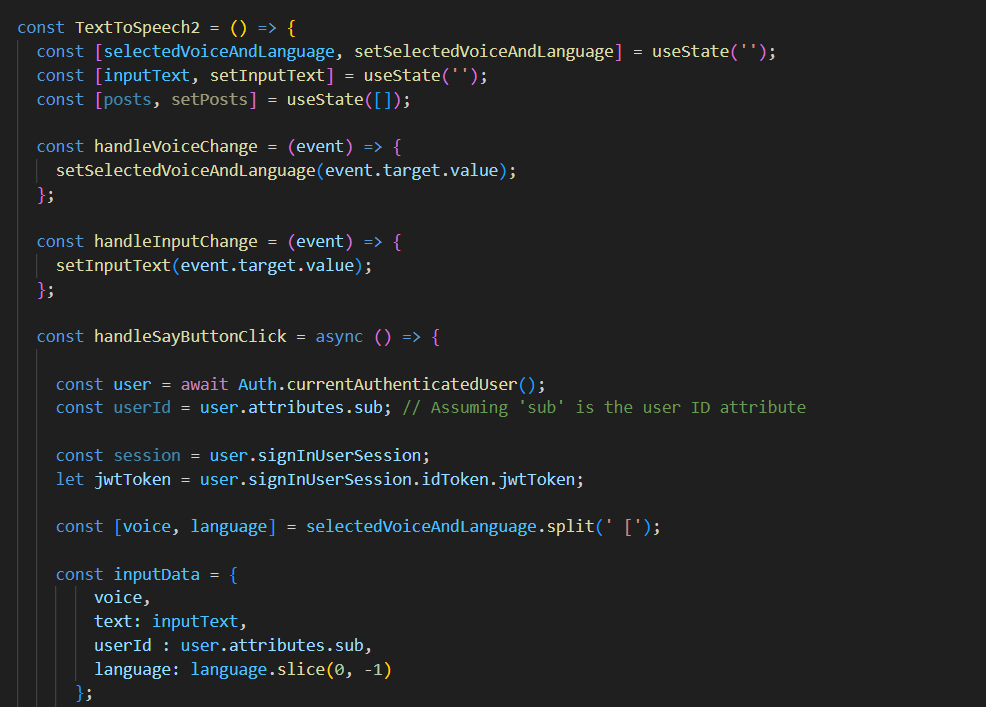 const TextToSpeech2 = () => {
const [selectedVoiceAndLanguage, setSelectedVoiceAndLanguage] = useState('');
const [inputText, setInputText] = useState('');
const [posts, setPosts] = useState([]);
const handleVoiceChange = (event) => {
setSelectedVoiceAndLanguage(event.target.value);
};
const handleInputChange = (event) => {
setInputText(event.target.value);
};
const handleSayButtonClick = async () => {
const user = await Auth.currentAuthenticatedUser();
const userId = user.attributes.sub; // Assuming 'sub' is the user ID attribute
const session = user.signInUserSession;
let jwtToken = user.signInUserSession.idToken.jwtToken;
const [voice, language] = selectedVoiceAndLanguage.split(' [');
const inputData = {
voice,
text: inputText,
userId : user.attributes.sub,
language: language.slice(0, -1)
};